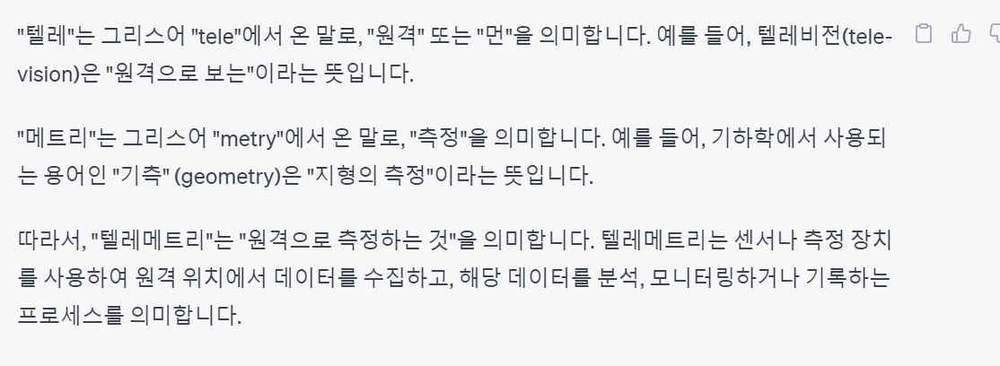 "텔레"는 그리스어 "tele"에서 온 말로, "원격" 또는 "먼"을 의미합니다. 예를 들어, 텔레비전(tele-
vision)은 "원격으로 보는"이라는 뜻입니다.
"메트리"는 그리스어 "metry"에서 온 말로, "측정"을 의미합니다. 예를 들어, 기하학에서 사용되
는 용어인 "기측" (geometry)은 "지형의 측정"이라는 뜻입니다.
따라서, "텔레메트리"는 "원격으로 측정하는 것"을 의미합니다. 텔레메트리는 센서나 측정 장치
를 사용하여 원격 위치에서 데이터를 수집하고, 해당 데이터를 분석, 모니터링하거나 기록하는
프로세스를 의미합니다.